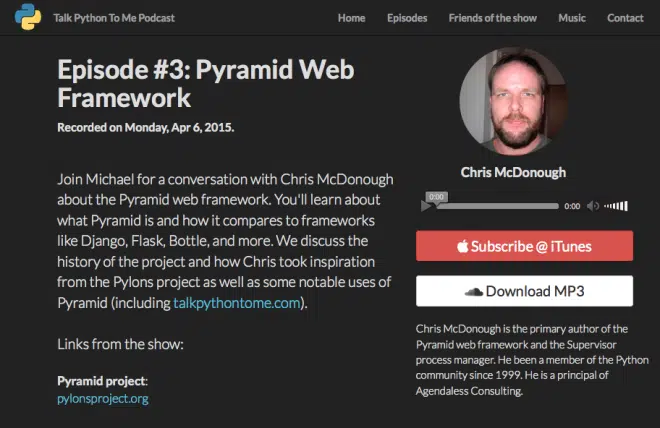 Talk Python To Me Podcast
Home Episodes Friends of the show Music Contact
Episode #3: Pyramid Web
Framework
Recorded on Monday, Apr 6, 2015.
Join Michael for a conversation with Chris McDonough
about the Pyramid web framework. You'll learn about
what Pyramid is and how it compares to frameworks
like Django, Flask, Bottle, and more. We discuss the
history of the project and how Chris took inspiration
from the Pylons project as well as some notable uses of
Pyramid (including talkpythontome.com).
Links from the show:
Pyramid project:
pylonsproject.org
Chris McDonough
0:00
0:00
Subscribe @ iTunes
Download MP3
Chris McDonough is the primary author of the
Pyramid web framework and the Supervisor
process manager. He been a member of the Python
community since 1999. He is a principal of
Agendaless Consulting.